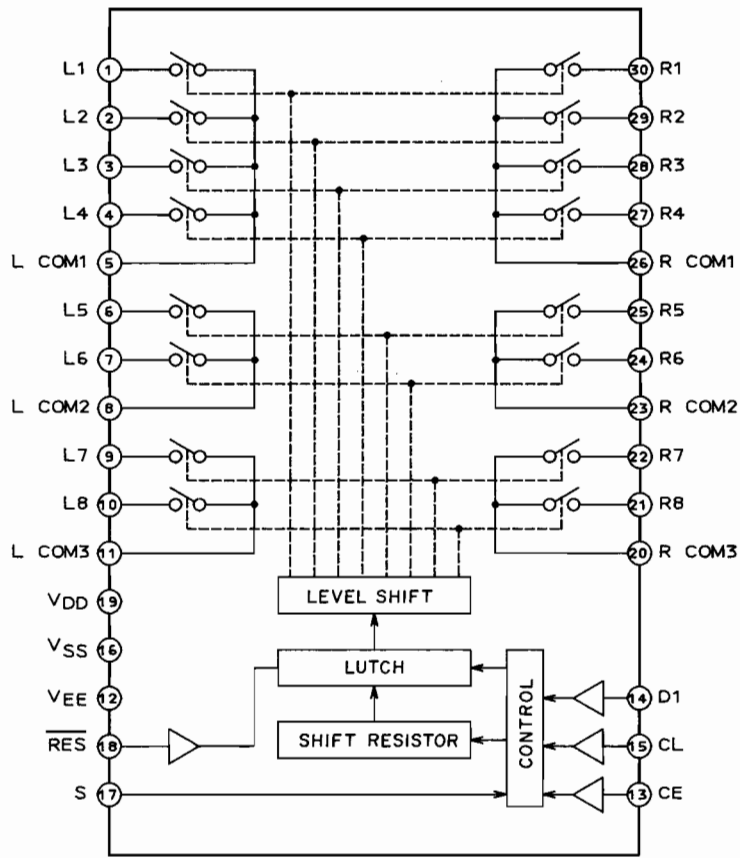 L1 1 30 R1
L2 2 29 R2
L3 3 28 R3
L4 4 27 R4
L COM1 5 26 R COM1
L5 6 25 R5
L6 7 24 R6
L COM2 8 23 R COM2
L7 9 22 R7
L8 10 21 R8
L COM3 11 20 R COM3
VDD 19
LEVEL SHIFT
VSS 16
LUTCH
VEE 12
14 D1
RES 18
SHIFT RESISTOR
CONTROL
15 CL
S 17
13 CE